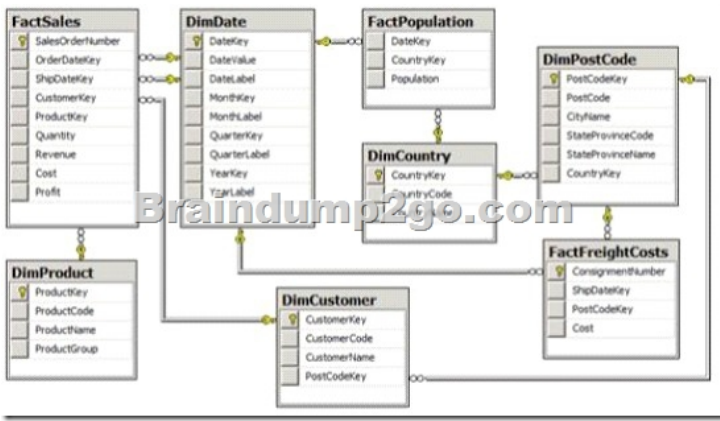 FactSales
SalesOrderNumber
OrderDateKey
ShipDateKey
CustomerKey
ProductKey
Quantity
Revenue
Cost
Profit
DimDate
DateKey
DateValue
DateLabel
MonthKey
MonthLabel
QuarterKey
QuarterLabel
YearKey
YearLabel
FactPopulation
DateKey
CountryKey
Population
DimPostCode
PostCodeKey
PostCode
CityName
StateProvinceCode
StateProvinceName
CountryKey
DimCountry
CountryKey
CountryCode
Braindump2go.com
DimProduct
ProductKey
ProductCode
ProductName
ProductGroup
DimCustomer
CustomerKey
CustomerCode
CustomerName
PostCodeKey
FactFreightCosts
ConsignmentNumber
ShipDateKey
PostCodeKey
Cost